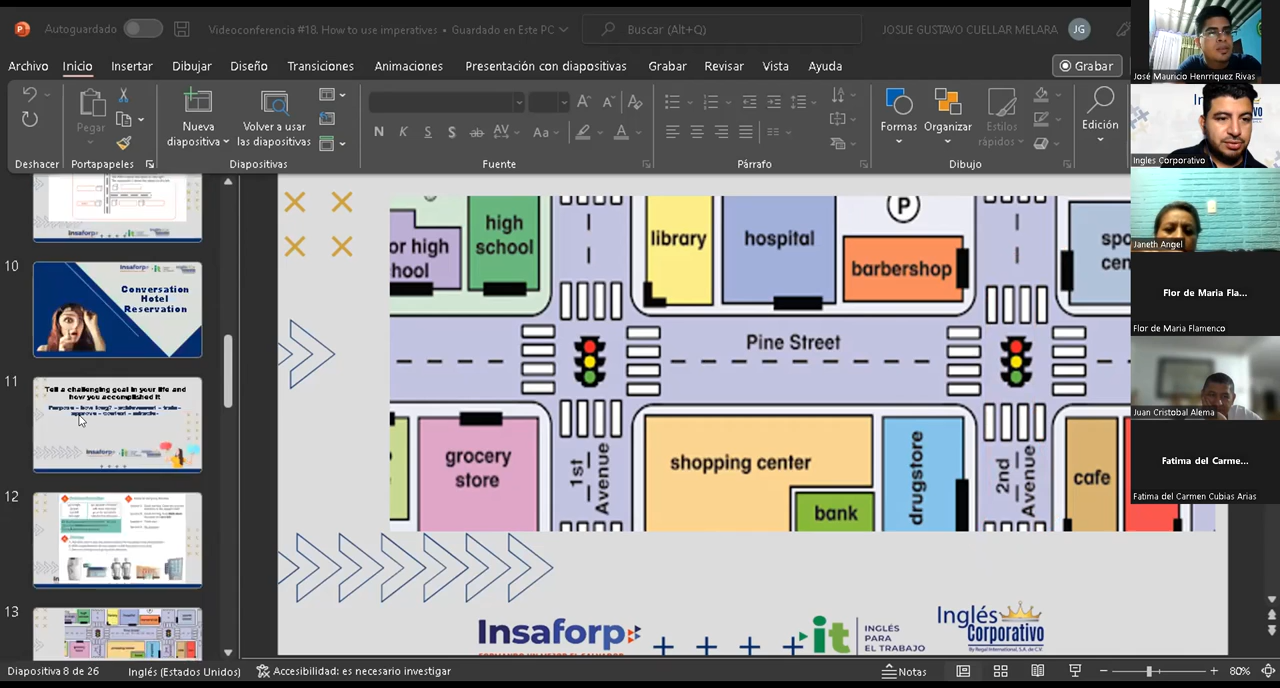 Autoguardado
Videoconferencia #18. How to use imperatives • Guardado en Este PC
Buscar (Alt+Q)
JOSUE GUSTAVO CUELLAR MELARA
JG
Archivo
Inicio
Insertar
Dibujar
Diseño
Transiciones
Animaciones
Presentación con diapositivas
Grabar
Revisar
Vista
Ayuda
Grabar
Pegar
Nueva
diapositiva
Volver a usar
las diapositivas
Formas
Organizar
Estilos
rápidos
Edición
Deshacer
Portapapeles
Diapositivas
Fuente
Párrafo
Dibujo
10
Conversation
Hotel
Reservation
11
Tell a challenging goal in your life and
how you accomplished it
12
13
or high
hool
high
school
library
hospital
P
barbershop
spo
cen
Pine Street
grocery
store
1st
Avenue
shopping center
bank
drugstore
2nd
Avenue
cafe
Insaforp
it
INGLÉS
PARA
EL TRABAJO
Inglés
Corporativo
José Mauricio Henrriquez Rivas
Ingles Corporativo
Janeth Angel
Flor de Maria Fla...
Flor de Maria Flamenco
Juan Cristobal Alema
Fatima del Carme...
Fatima del Carmen Cubias Arias
Diapositiva 8 de 26
Inglés (Estados Unidos)
Accesibilidad: es necesario investigar
Notas
80%